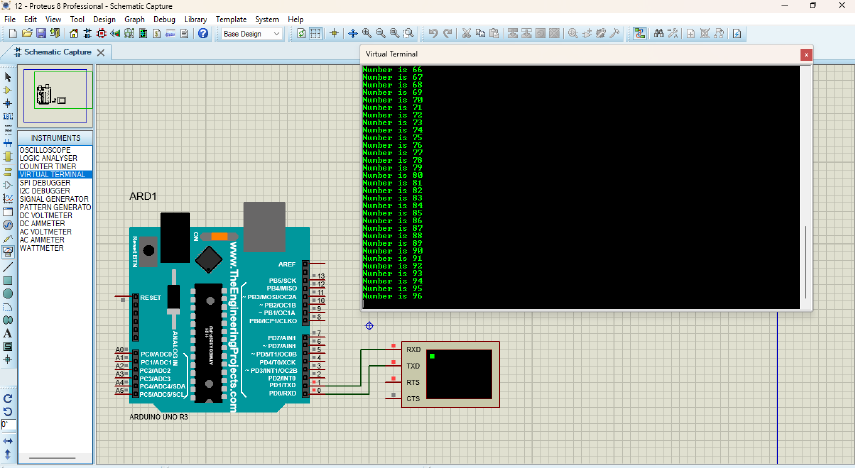 12 - Proteus 8 Professional - Schematic Capture
File Edit View Tool Design Graph Debug Library Template System Help
Base Design
Schematic Capture
Virtual Terminal
Number is 66
Number is 67
Number is 68
Number is 69
Number is 70
Number is 71
Number is 72
Number is 73
Number is 74
Number is 75
Number is 76
Number is 77
Number is 78
Number is 79
Number is 80
Number is 81
Number is 82
Number is 83
Number is 84
Number is 85
Number is 86
Number is 87
Number is 88
Number is 89
Number is 90
Number is 91
Number is 92
Number is 93
Number is 94
Number is 95
Number is 96
INSTRUMENTS
OSCILLOSCOPE
LOGIC ANALYSER
COUNTER TIMER
VIRTUAL TERMINAL
SPI DEBUGGER
I2C DEBUGGER
SIGNAL GENERATOR
PATTERN GENERATO
DC VOLTMETER
DC AMMETER
AC VOLTMETER
AC AMMETER
WATTMETER
0°
ARD1
Reset BTN
www.TheEngineeringProjects.com
AREF
PB5/SCK 13
PB4/MISO 12
~ PB3/MOSI/OC2A 11
~ PB2/OC1B 10
~ PB1/OC1A 9
PB0/ICP1/CLKO 8
PD7/AIN1 7
~ PD6/AIN0 6
~ PD5/T1/OC0B 5
PD4/T0/XCK 4
~ PD3/INT1/OC2B 3
PD2/INT0 2
PD1/TXD 1
PD0/RXD 0
RESET
ANALOG IN
A0 PC0/ADC0
A1 PC1/ADC1
A2 PC2/ADC2
A3 PC3/ADC3
A4 PC4/ADC4/SDA
A5 PC5/ADC5/SCL
ARDUINO UNO R3
RXD
TXD
RTS
CTS